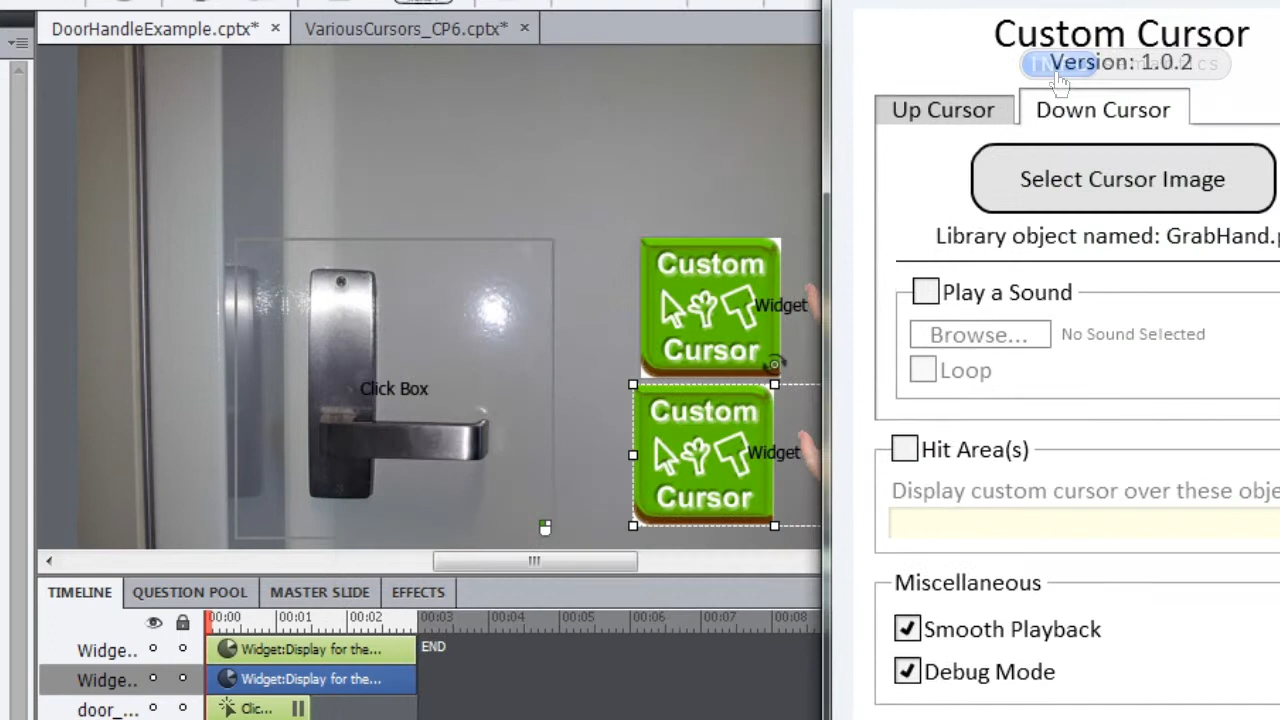 DoorHandleExample.cptx* ×
VariousCursors_CP6.cptx* ×
Click Box
Custom
Cursor
Widget
Custom
Cursor
Widget
TIMELINE
QUESTION POOL
MASTER SLIDE
EFFECTS
00:00 00:01 00:02 00:03 00:04 00:05 00:06 00:07 00:08
Widge.. Widget:Display for the... END
Widge.. Widget:Display for the...
door_... Clic...
Custom Cursor
Version: 1.0.2
Up Cursor
Down Cursor
Select Cursor Image
Library object named: GrabHand.
Play a Sound
Browse... No Sound Selected
Loop
Hit Area(s)
Display custom cursor over these obje
Miscellaneous
Smooth Playback
Debug Mode